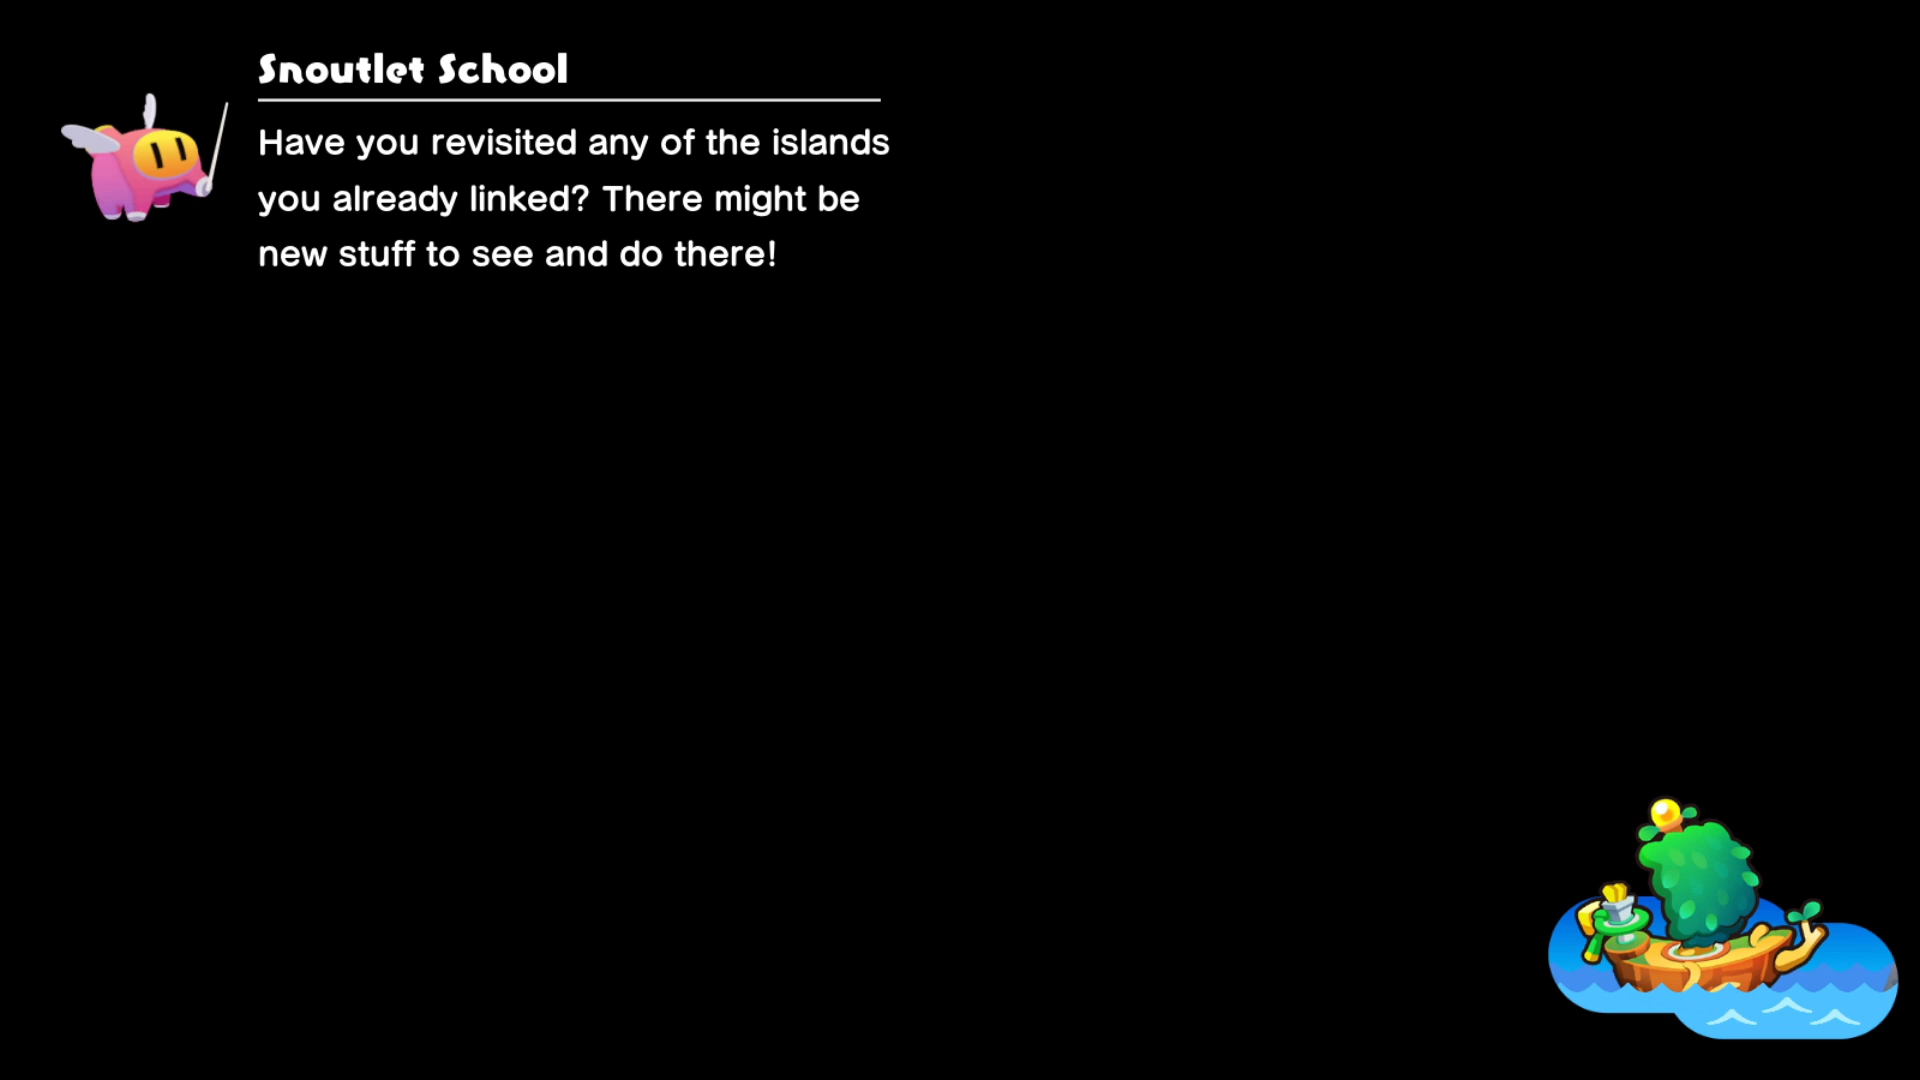 Snoutlet School
Have you revisited any of the islands
you already linked? There might be
new stuff to see and do there!